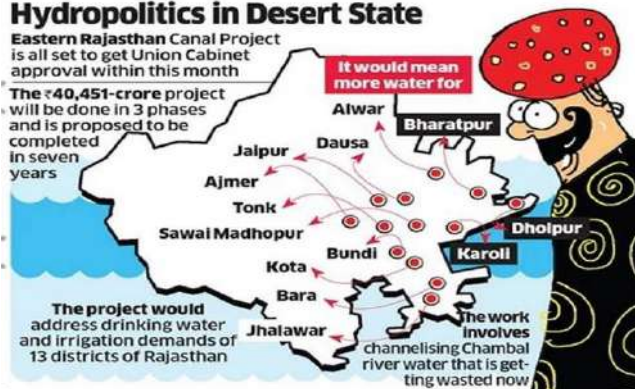 Hydropolitics in Desert State
Eastern Rajasthan Canal Project
is all set to get Union Cabinet
approval within this month
The ₹40,451-crore project
will be done in 3 phases
and is proposed to be
completed
in seven
years
It would mean
more water for
Alwar
Bharatpur
Dausa
Jaipur
Ajmer
Tonk
Sawai Madhopur
Dholpur
Bundi
Karoli
Kota
Bara
Jhalawar
The project would
address drinking water
and irrigation demands of
13 districts of Rajasthan
The work
involves
channelising Chambal
river water that is get-
ting wasted now